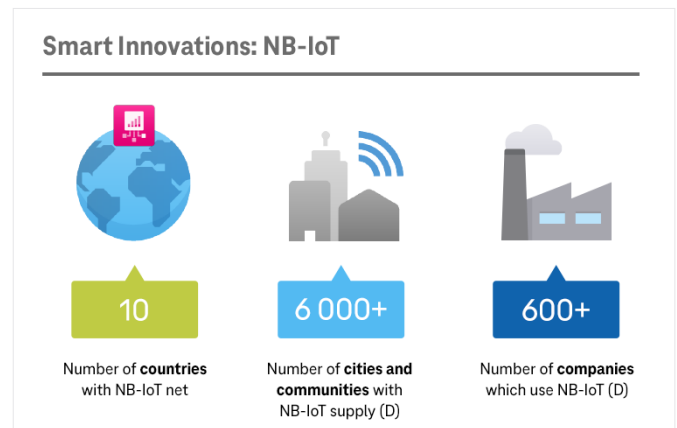 Smart Innovations: NB-IoT
10
6 000+
600+
Number of countries
with NB-IoT net
Number of cities and
communities with
NB-IoT supply (D)
Number of companies
which use NB-IoT (D)